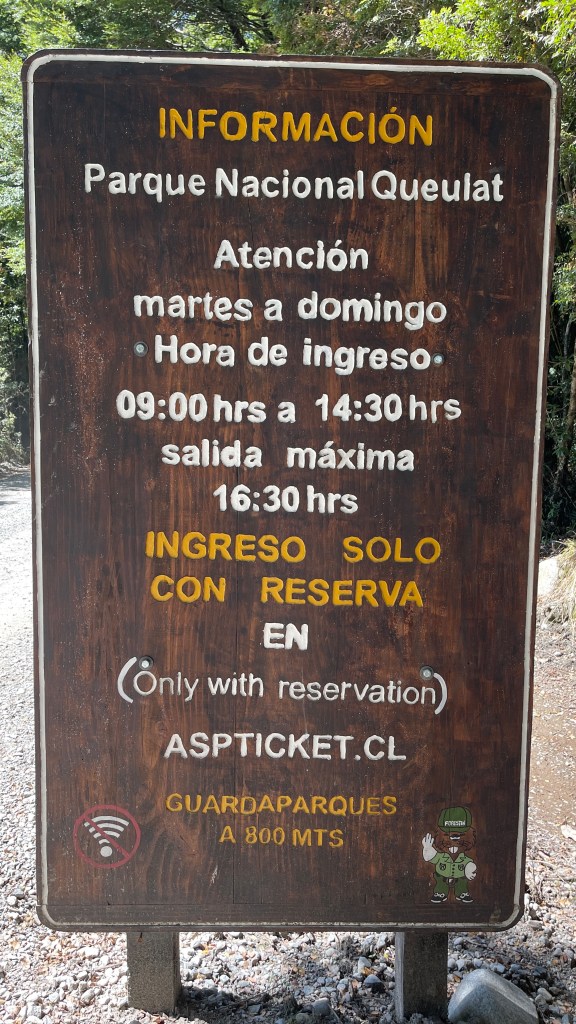 INFORMACIÓN
Parque Nacional Queulat
Atención
martes a domingo
Hora de ingreso
09:00 hrs a 14:30 hrs
salida máxima
16:30 hrs
INGRESO SOLO
CON RESERVA
EN
(Only with reservation)
ASPTICKET.CL
GUARDAPARQUES
A 800 MTS